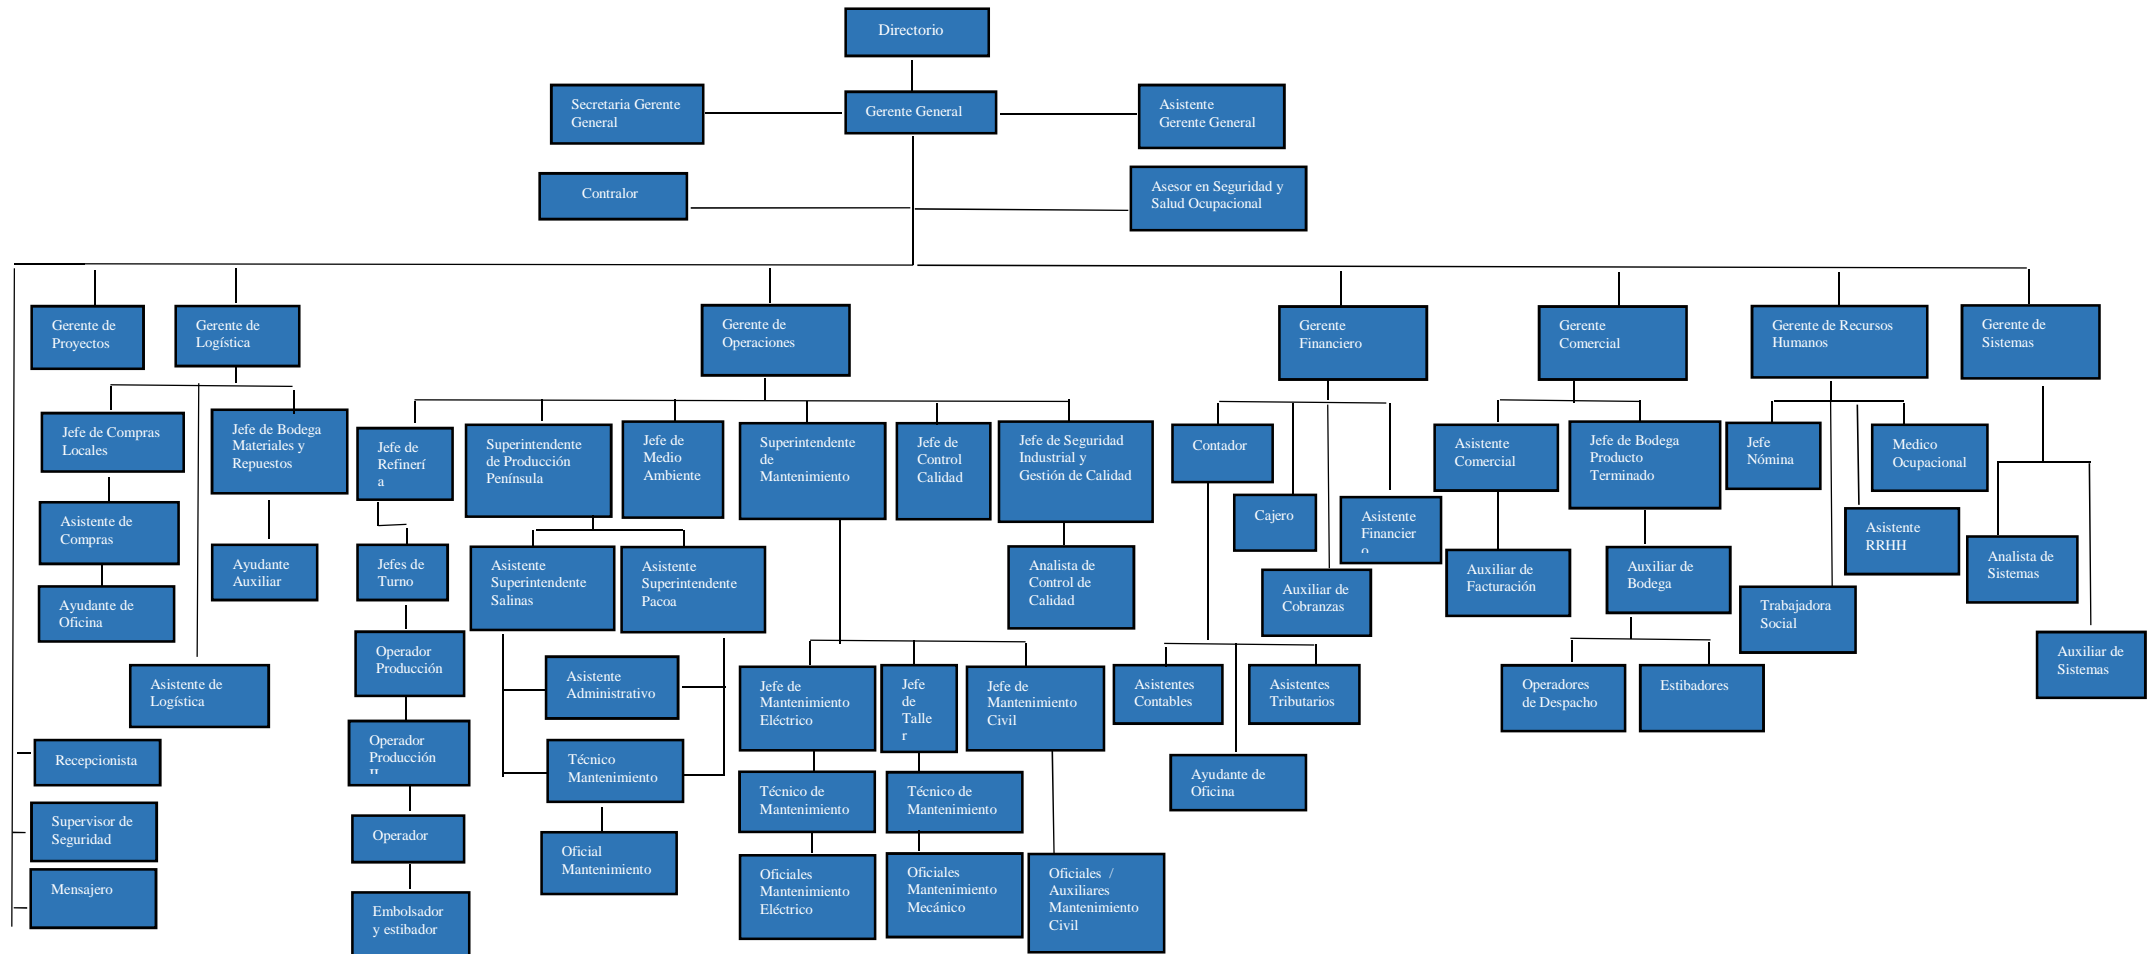 Directorio
Secretaria Gerente
General
Gerente General
Asistente
Gerente General
Contralor
Asesor en Seguridad y
Salud Ocupacional
Gerente de
Proyectos
Gerente de
Logística
Gerente de
Operaciones
Gerente
Financiero
Gerente
Comercial
Gerente de Recursos
Humanos
Gerente de
Sistemas
Jefe de Compras
Locales
Jefe de Bodega
Materiales y
Repuestos
Jefe de
Refinerí
a
Superintendente
de Producción
Península
Jefe de
Medio
Ambiente
Superintendente
de
Mantenimiento
Jefe de
Control
Calidad
Jefe de Seguridad
Industrial y
Gestión de Calidad
Contador
Asistente
Comercial
Jefe de Bodega
Producto
Terminado
Jefe
Nómina
Medico
Ocupacional
Asistente de
Compras
Cajero
Asistente
Financier
o
Asistente
RRHH
Ayudante
Auxiliar
Jefes de
Turno
Asistente
Superintendente
Salinas
Asistente
Superintendente
Pacoa
Analista de
Control de
Calidad
Auxiliar de
Cobranzas
Auxiliar de
Facturación
Auxiliar de
Bodega
Analista de
Sistemas
Ayudante de
Oficina
Trabajadora
Social
Operador
Producción
Auxiliar de
Sistemas
Asistente de
Logística
Asistente
Administrativo
Jefe de
Mantenimiento
Eléctrico
Jefe
de
Talle
r
Jefe de
Mantenimiento
Civil
Asistentes
Contables
Asistentes
Tributarios
Operadores
de Despacho
Estibadores
Recepcionista
Operador
Producción
II
Técnico
Mantenimiento
Técnico de
Mantenimiento
Técnico de
Mantenimiento
Ayudante de
Oficina
Supervisor de
Seguridad
Operador
Oficial
Mantenimiento
Mensajero
Embolsador
y estibador
Oficiales
Mantenimiento
Eléctrico
Oficiales
Mantenimiento
Mecánico
Oficiales /
Auxiliares
Mantenimiento
Civil